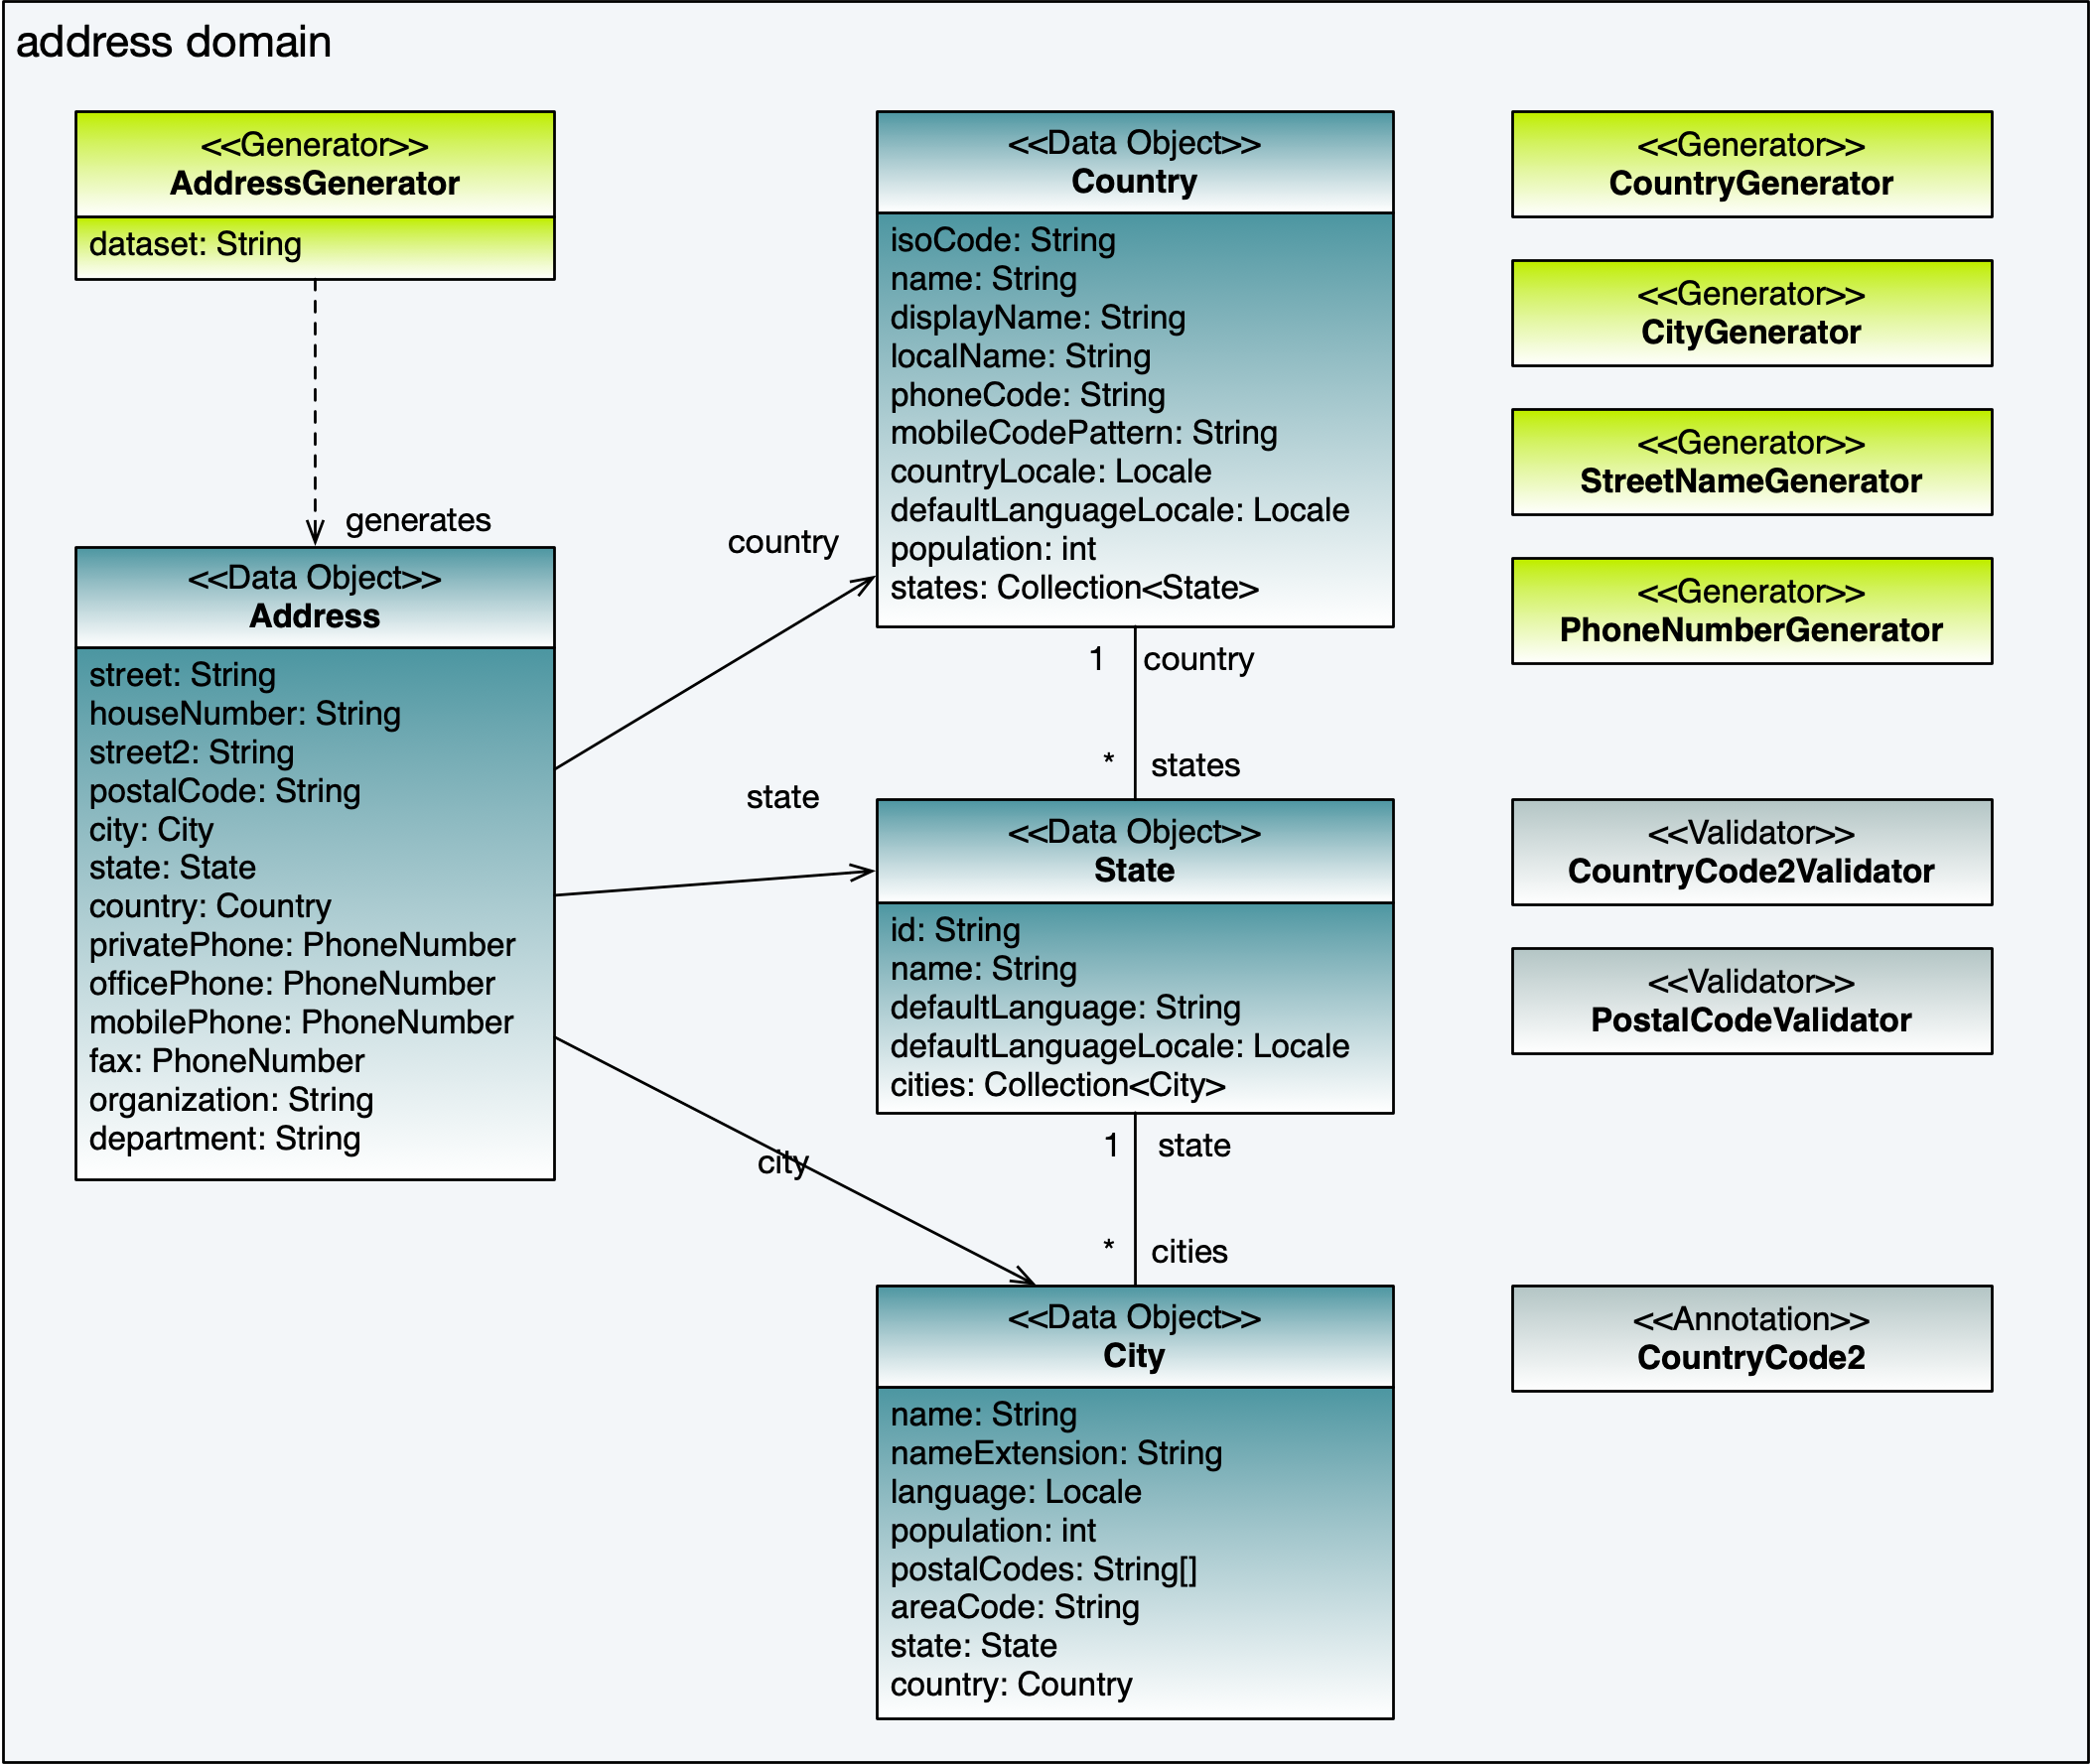 address domain
<<Generator>>
AddressGenerator
dataset: String
generates
<<Data Object>>
Address
street: String
houseNumber: String
street2: String
postalCode: String
city: City
state: State
country: Country
privatePhone: PhoneNumber
officePhone: PhoneNumber
mobilePhone: PhoneNumber
fax: PhoneNumber
organization: String
department: String
country
state
city
<<Data Object>>
Country
isoCode: String
name: String
displayName: String
localName: String
phoneCode: String
mobileCodePattern: String
countryLocale: Locale
defaultLanguageLocale: Locale
population: int
states: Collection<State>
1 country
* states
<<Data Object>>
State
id: String
name: String
defaultLanguage: String
defaultLanguageLocale: Locale
cities: Collection<City>
1 state
* cities
<<Data Object>>
City
name: String
nameExtension: String
language: Locale
population: int
postalCodes: String[]
areaCode: String
state: State
country: Country
<<Generator>>
CountryGenerator
<<Generator>>
CityGenerator
<<Generator>>
StreetNameGenerator
<<Generator>>
PhoneNumberGenerator
<<Validator>>
CountryCode2Validator
<<Validator>>
PostalCodeValidator
<<Annotation>>
CountryCode2